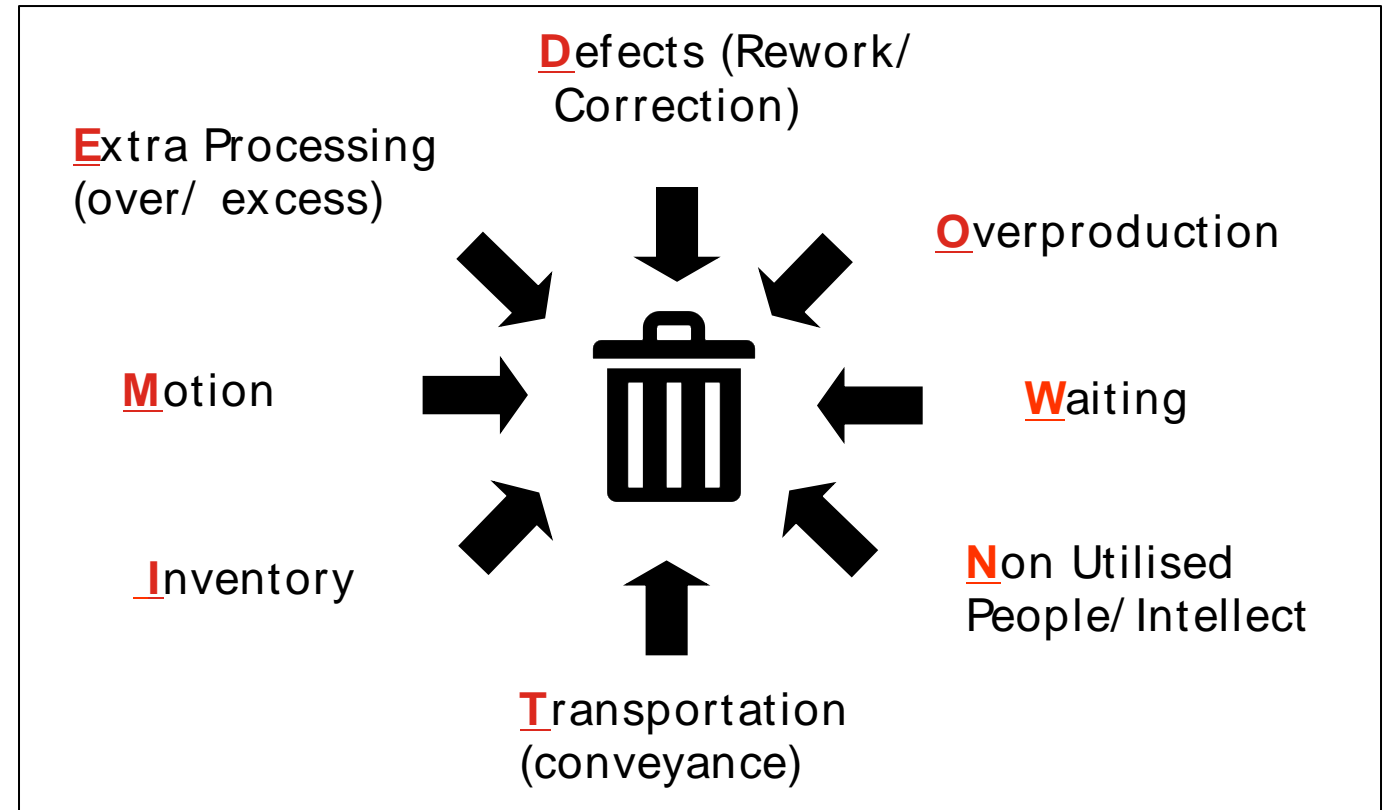 Defects (Rework/
Correction)
Overproduction
Waiting
Non Utilised
People/ Intellect
Transportation
(conveyance)
Inventory
Motion
Extra Processing
(over/ excess)